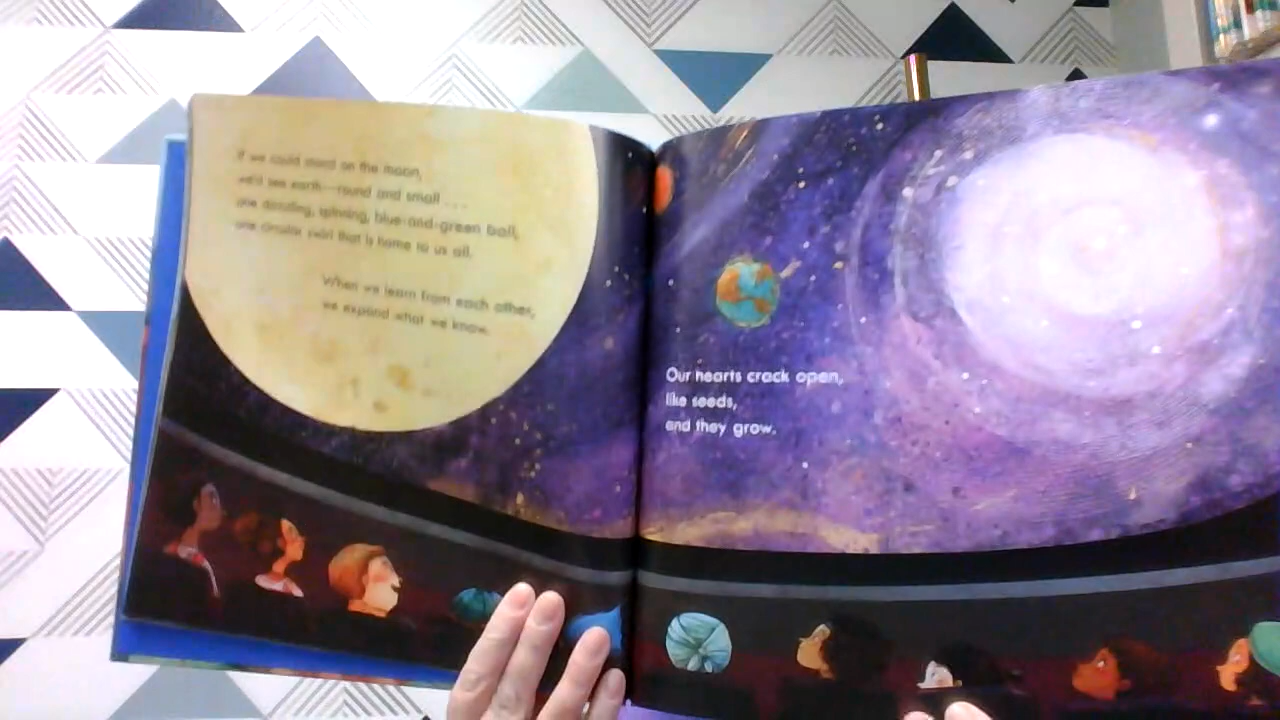 If we could stand on the moon,
we'd see earth—round and small . . .
one dazzling, spinning, blue-and-green ball,
one circular swirl that is home to us all.
When we learn from each other,
we expand what we know.
Our hearts crack open,
like seeds,
and they grow.